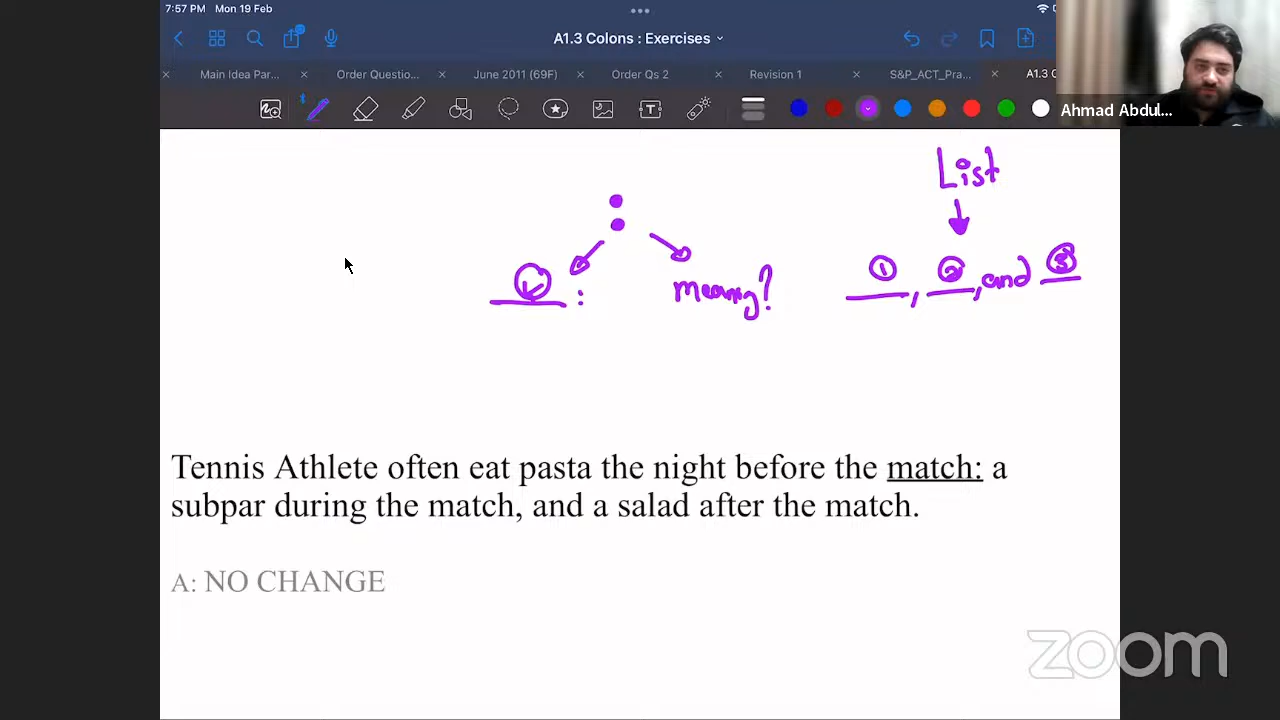 7:57 PM Mon 19 Feb
A1.3 Colons : Exercises
Main Idea Par...
Order Questio...
June 2011 (69F)
Order Qs 2
Revision 1
S&P_ACT_Pra...
A1.3 C
Ahmad Abdul...
List
:
① , ② , and ③
:
meaning?
Tennis Athlete often eat pasta the night before the match: a
subpar during the match, and a salad after the match.
A: NO CHANGE
zoom